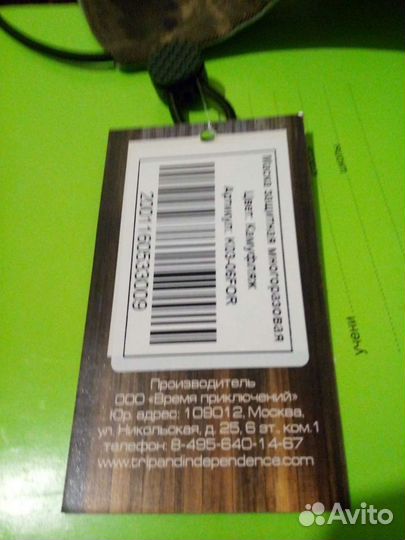 Маска защитная многоразовая
Цвет: Камуфляж
Артикул: K03-06FOR
2001160533009
Производитель
ООО «Время приключений»
Юр. адрес: 109012, Москва,
ул. Никольская, д. 25, 6 эт., ком.1
телефон: 8-495-640-14-67
www.tripandindependence.com
учени
Avito